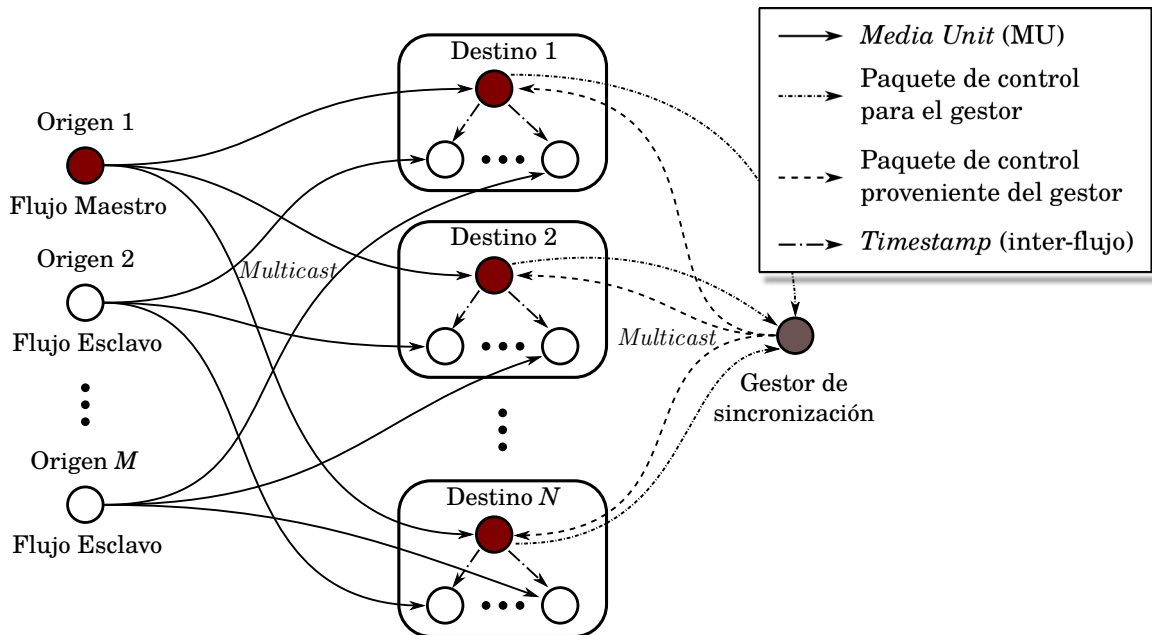 Origen 1
Flujo Maestro
Origen 2
Flujo Esclavo
Origen M
Flujo Esclavo
Multicast
Destino 1
Destino 2
Destino N
Multicast
Gestor de
sincronización
Media Unit (MU)
Paquete de control
para el gestor
Paquete de control
proveniente del gestor
Timestamp (inter-flujo)